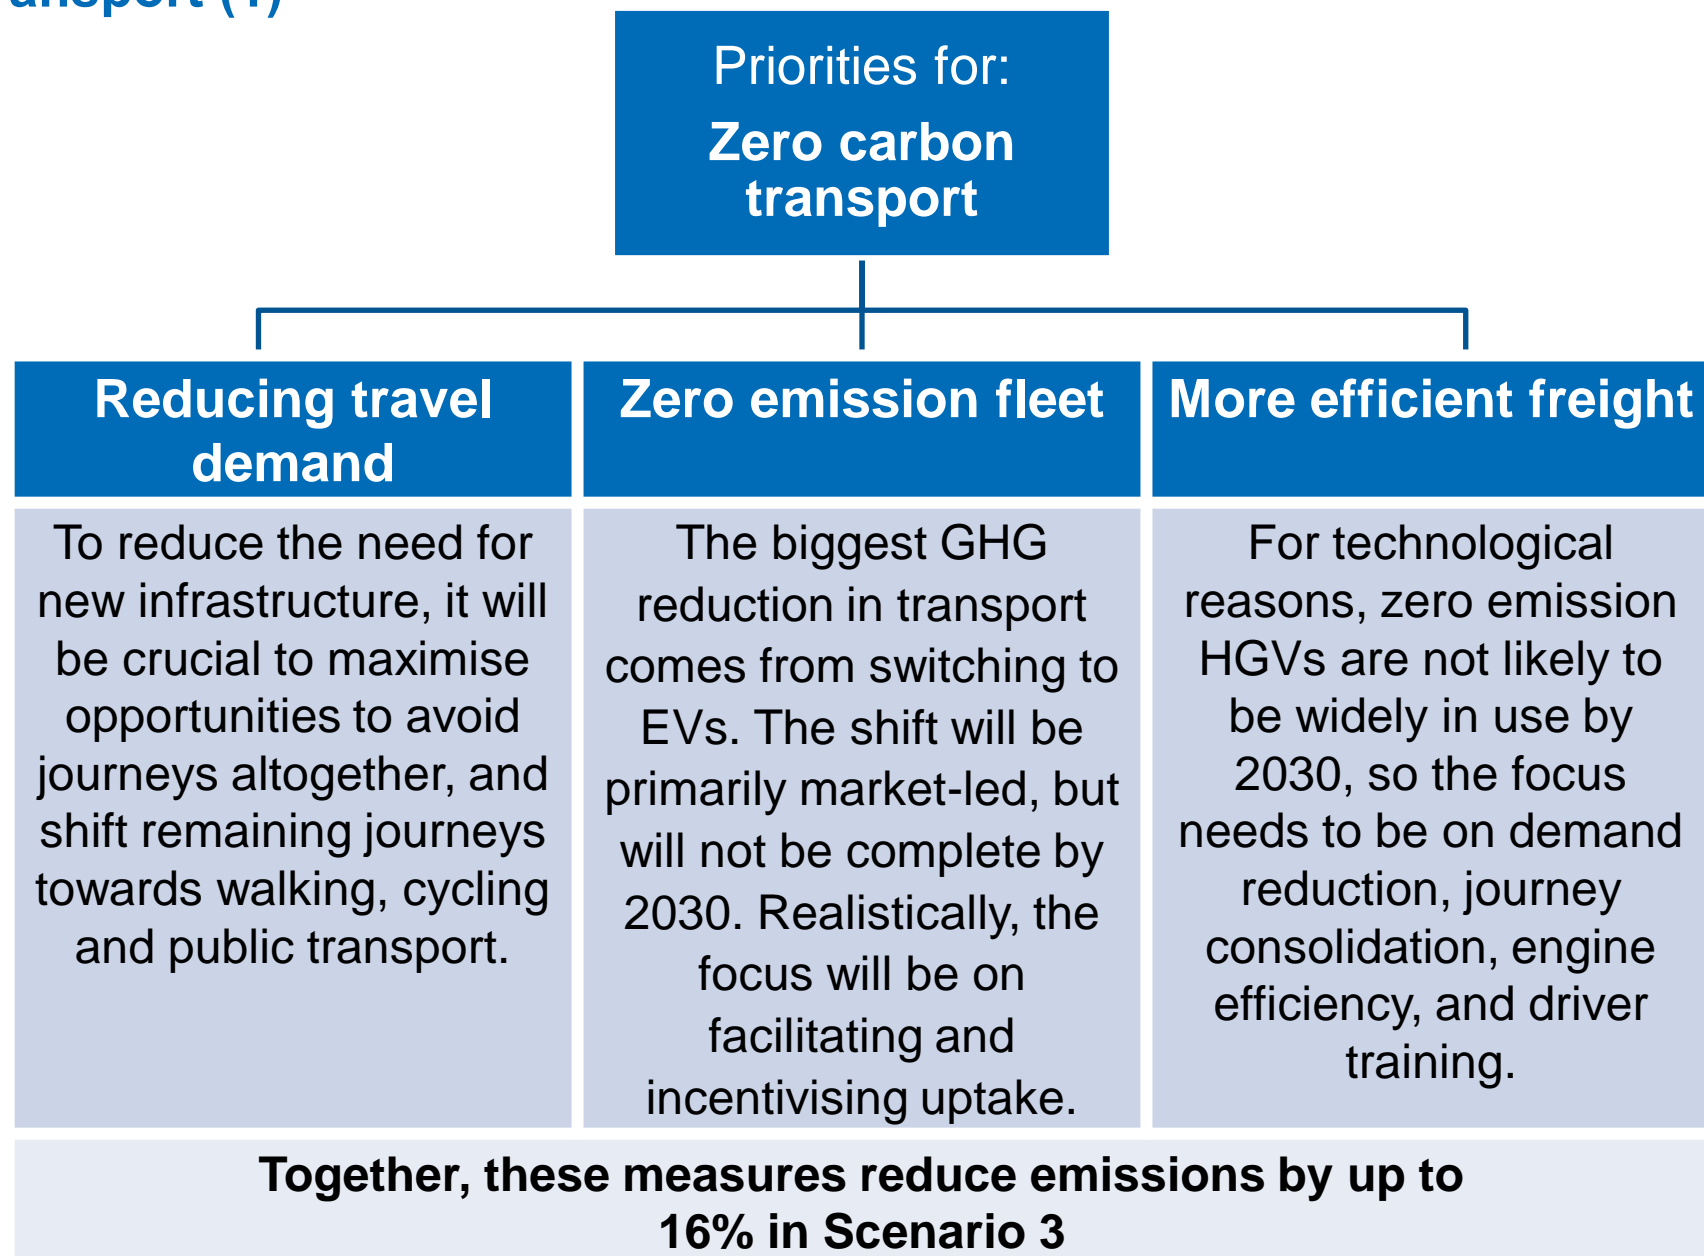 Priorities for:
Zero carbon
transport
Reducing travel
demand
To reduce the need for
new infrastructure, it will
be crucial to maximise
opportunities to avoid
journeys altogether, and
shift remaining journeys
towards walking, cycling
and public transport.
Zero emission fleet
The biggest GHG
reduction in transport
comes from switching to
EVs. The shift will be
primarily market-led, but
will not be complete by
2030. Realistically, the
focus will be on
facilitating and
incentivising uptake.
More efficient freight
For technological
reasons, zero emission
HGVs are not likely to
be widely in use by
2030, so the focus
needs to be on demand
reduction, journey
consolidation, engine
efficiency, and driver
training.
Together, these measures reduce emissions by up to
16% in Scenario 3